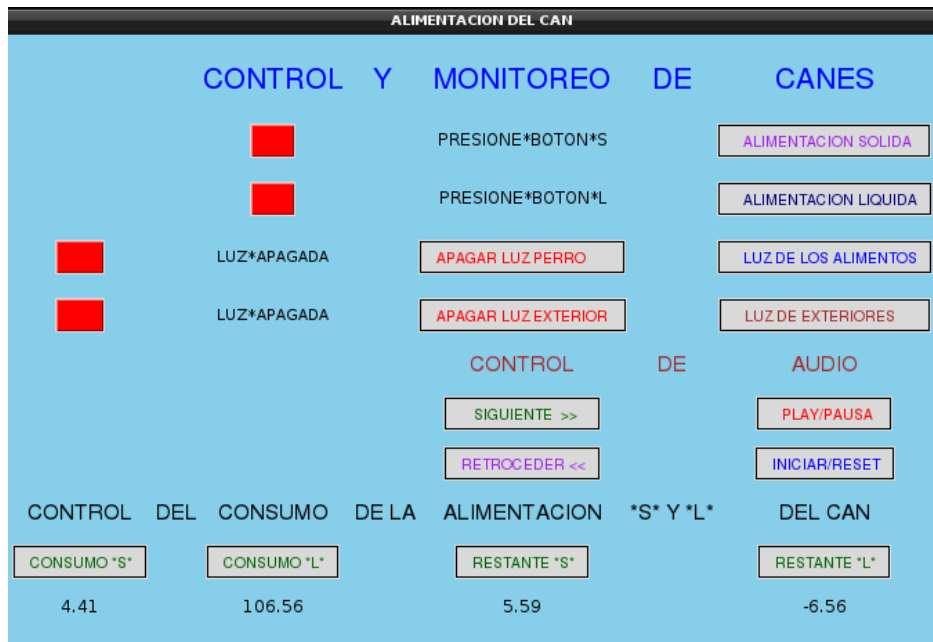 ALIMENTACION DEL CAN
CONTROL Y MONITOREO DE CANES
PRESIONE*BOTON*S ALIMENTACION SOLIDA
PRESIONE*BOTON*L ALIMENTACION LIQUIDA
LUZ*APAGADA APAGAR LUZ PERRO LUZ DE LOS ALIMENTOS
LUZ*APAGADA APAGAR LUZ EXTERIOR LUZ DE EXTERIORES
CONTROL DE AUDIO
SIGUIENTE >> PLAY/PAUSA
RETROCEDER << INICIAR/RESET
CONTROL DEL CONSUMO DE LA ALIMENTACION *S* Y *L* DEL CAN
CONSUMO *S* CONSUMO *L* RESTANTE *S* RESTANTE *L*
4.41 106.56 5.59 -6.56